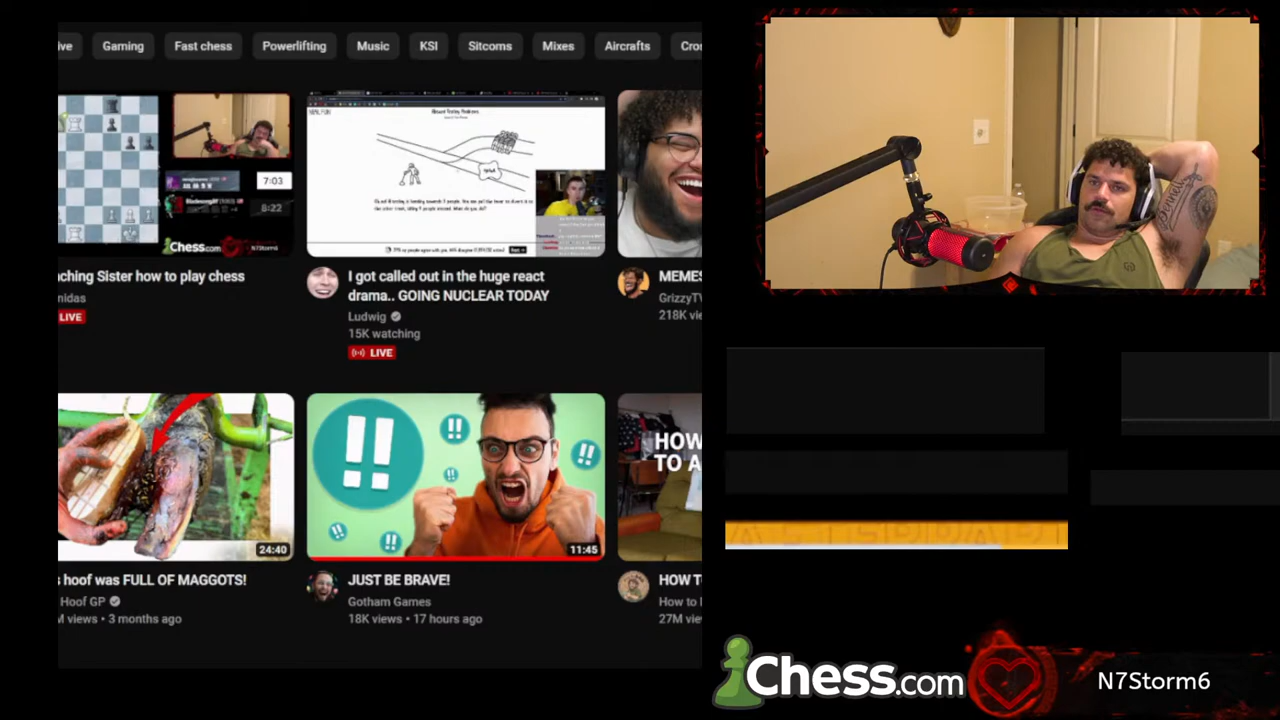 ive
Gaming
Fast chess
Powerlifting
Music
KSI
Sitcoms
Mixes
Aircrafts
Cros
7:03
8:22
Chess.com
N7Storm6
aching Sister how to play chess
nidas
LIVE
I got called out in the huge react
drama.. GOING NUCLEAR TODAY
Ludwig
15K watching
LIVE
MEMES
GrizzyTV
218K vie
24:40
s hoof was FULL OF MAGGOTS!
Hoof GP
M views • 3 months ago
!!
!!
!!
!!
!!
!!
11:45
JUST BE BRAVE!
Gotham Games
18K views • 17 hours ago
HOW
TO A
HOW T
How to
27M vie
Chess.com
N7Storm6